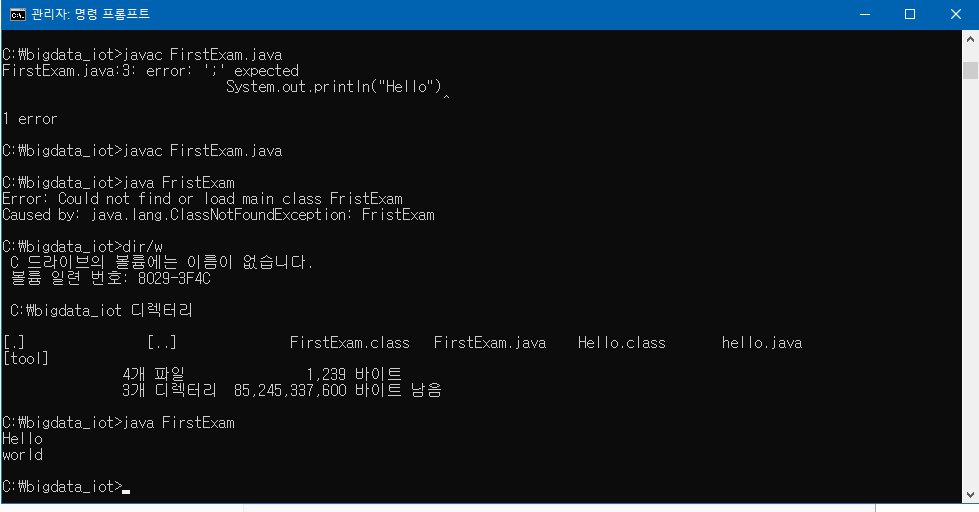 관리자: 명령 프롬프트
C:\bigdata_iot>javac FirstExam.java
FirstExam.java:3: error: ';' expected
System.out.println("Hello")
^
1 error
C:\bigdata_iot>javac FirstExam.java
C:\bigdata_iot>java FristExam
Error: Could not find or load main class FristExam
Caused by: java.lang.ClassNotFoundException: FristExam
C:\bigdata_iot>dir/w
C 드라이브의 볼륨에는 이름이 없습니다.
볼륨 일련 번호: 8029-3F4C
C:\bigdata_iot 디렉터리
[.] [..] FirstExam.class FirstExam.java Hello.class hello.java
[tool]
4개 파일 1,239 바이트
3개 디렉터리 85,245,337,600 바이트 남음
C:\bigdata_iot>java FirstExam
Hello
world
C:\bigdata_iot>